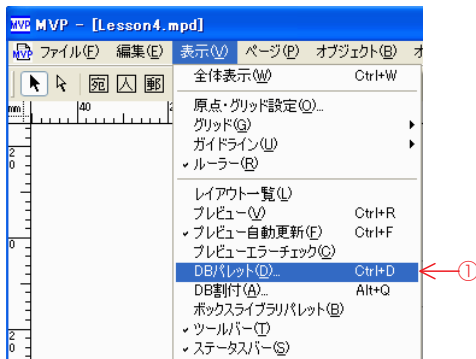 MVP - [Lesson4.mpd]
ファイル(F) 編集(E) 表示(V) ページ(P) オブジェクト(B) オ
宛 人 郵
mm 40 2
20
0
20
全体表示(W) Ctrl+W
原点・グリッド設定(O)...
グリッド(G)
ガイドライン(U)
ルーラー(R)
レイアウト一覧(L)
プレビュー(V) Ctrl+R
プレビュー自動更新(F) Ctrl+F
プレビューエラーチェック(C)
DBパレット(D)... Ctrl+D
①
DB割付(A)... Alt+Q
ボックスライブラリパレット(B)
ツールバー(T)
ステータスバー(S)